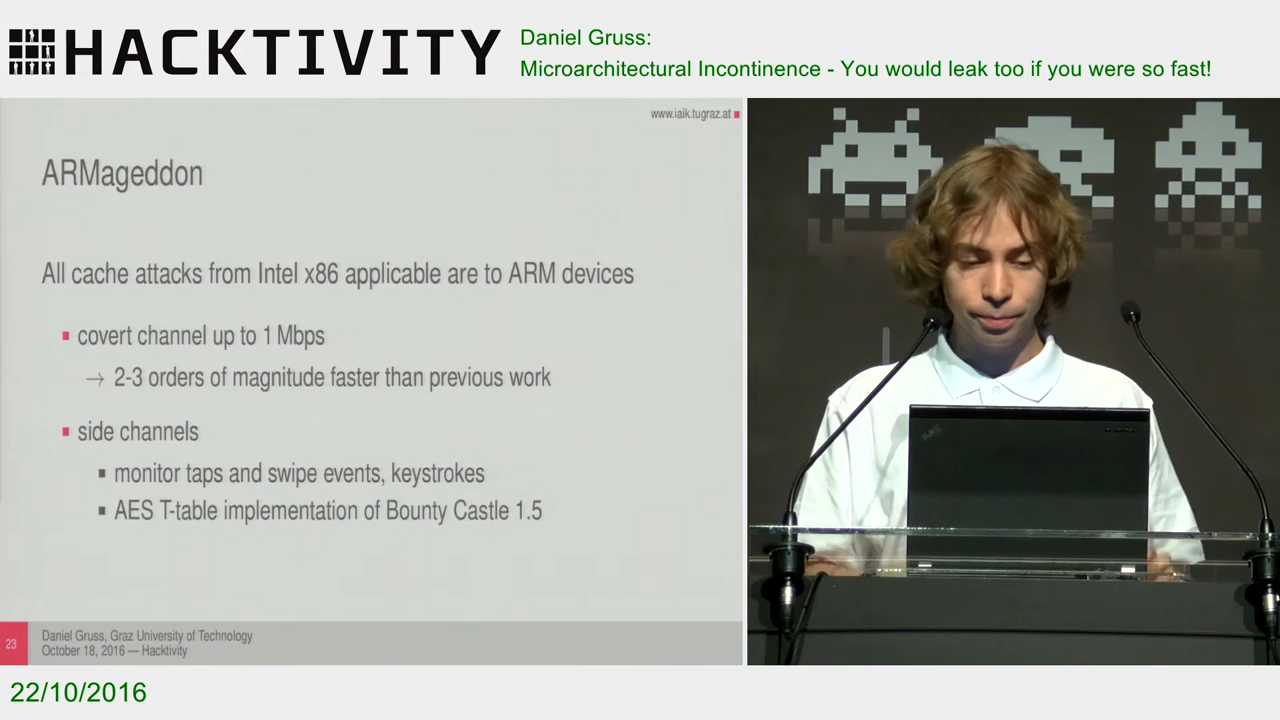 HACKTIVITY
Daniel Gruss:
Microarchitectural Incontinence - You would leak too if you were so fast!
www.iaik.tugraz.at
ARMageddon
All cache attacks from Intel x86 applicable are to ARM devices
covert channel up to 1 Mbps
→ 2-3 orders of magnitude faster than previous work
side channels
monitor taps and swipe events, keystrokes
AES T-table implementation of Bounty Castle 1.5
23
Daniel Gruss, Graz University of Technology
October 18, 2016 — Hacktivity
22/10/2016